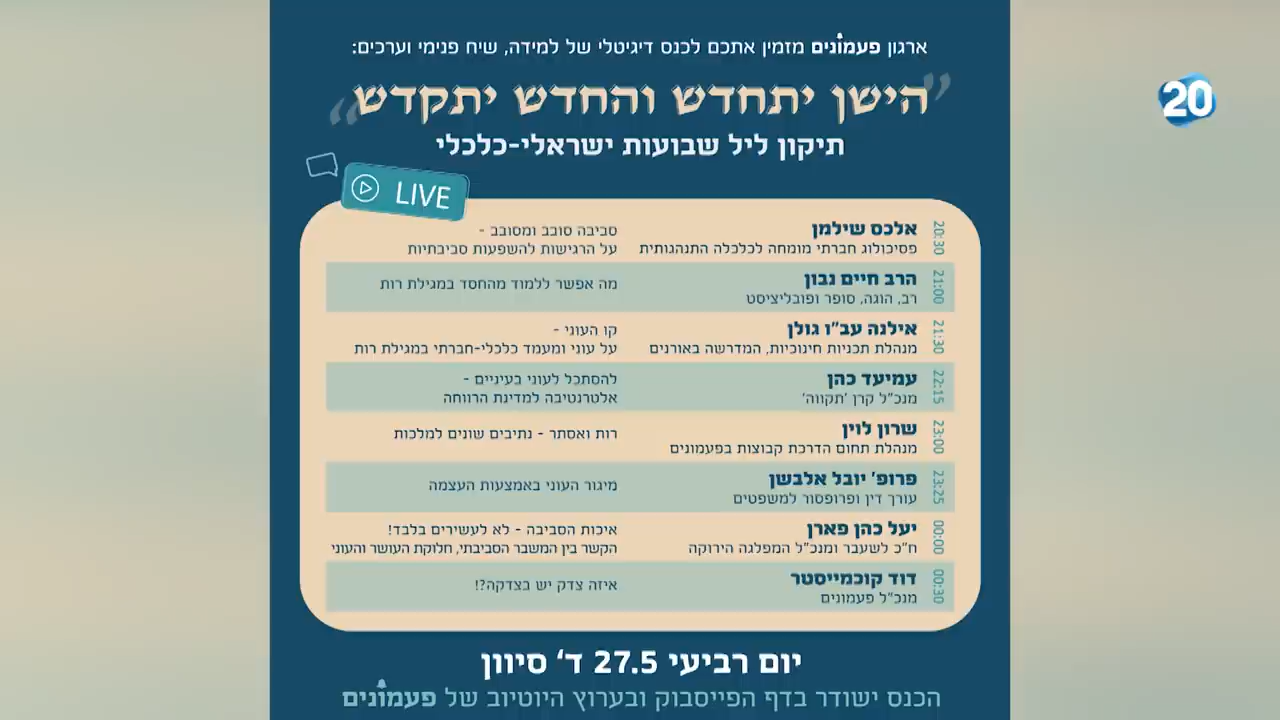 ארגון פעמונים מזמין אתכם לכנס דיגיטלי של למידה, שיח פנימי וערכים:
"הישן יתחדש והחדש יתקדש"
תיקון ליל שבועות ישראלי-כלכלי
LIVE
20
20:30
אלכס שילמן
פסיכולוג חברתי מומחה לכלכלה התנהגותית
סביבה סובב ומסובב -
על הרגישות להשפעות סביבתיות
21:00
הרב חיים נבון
רב, הוגה, סופר ופובליציסט
מה אפשר ללמוד מהחסד במגילת רות
21:30
אילנה עב"ו גולן
מנהלת תכניות חינוכיות, המדרשה באורנים
קו העוני -
על עוני ומעמד כלכלי-חברתי במגילת רות
22:15
עמיעד כהן
מנכ"ל קרן 'תקווה'
להסתכל לעוני בעיניים -
אלטרנטיבה למדינת הרווחה
23:00
שרון לוין
מנהלת תחום הדרכת קבוצות בפעמונים
רות ואסתר - נתיבים שונים למלכות
23:25
פרופ' יובל אלבשן
עורך דין ופרופסור למשפטים
מיגור העוני באמצעות העצמה
00:00
יעל כהן פארן
ח"כ לשעבר ומנכ"ל המפלגה הירוקה
איכות הסביבה - לא לעשירים בלבד!
הקשר בין המשבר הסביבתי, חלוקת העושר והעוני
00:30
דוד קוכמייסטר
מנכ"ל פעמונים
איזה צדק יש בצדקה?!
יום רביעי 27.5 ד' סיוון
הכנס ישודר בדף הפייסבוק ובערוץ היוטיוב של פעמונים